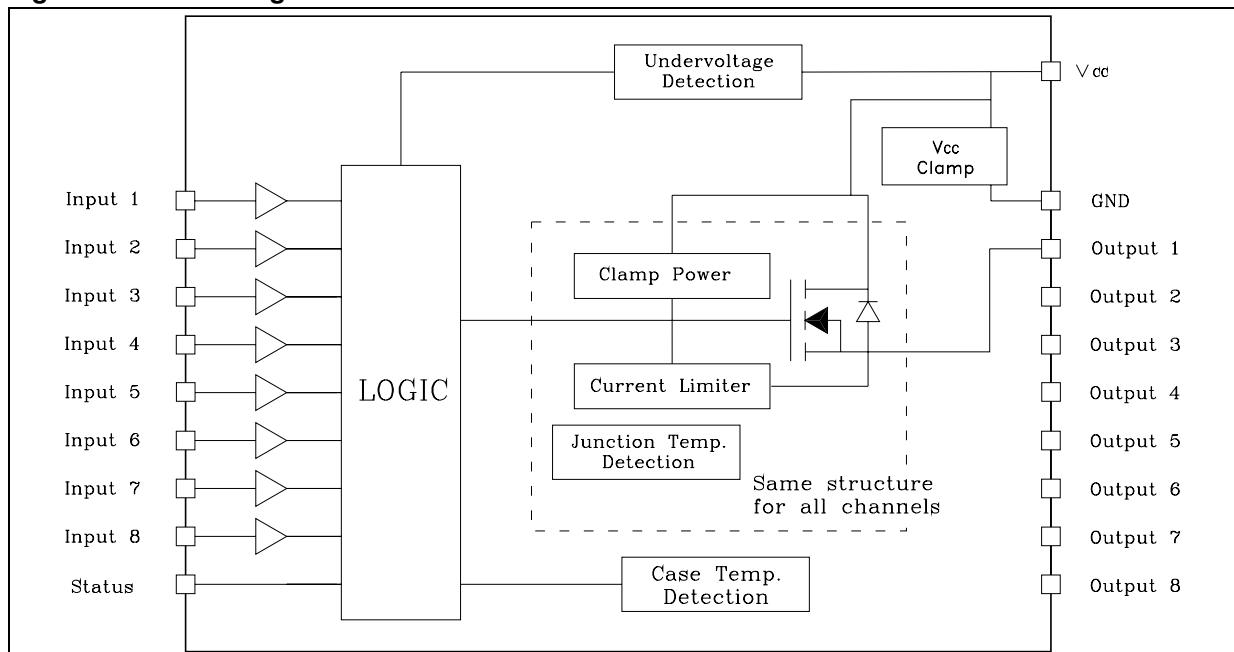 Undervoltage
Detection
Vcc
Vcc
Clamp
Input 1
GND
Input 2
Output 1
Clamp Power
Input 3
Output 2
Input 4
Output 3
LOGIC
Current Limiter
Input 5
Output 4
Junction Temp.
Detection
Input 6
Output 5
Same structure
for all channels
Input 7
Output 6
Input 8
Output 7
Case Temp.
Detection
Status
Output 8